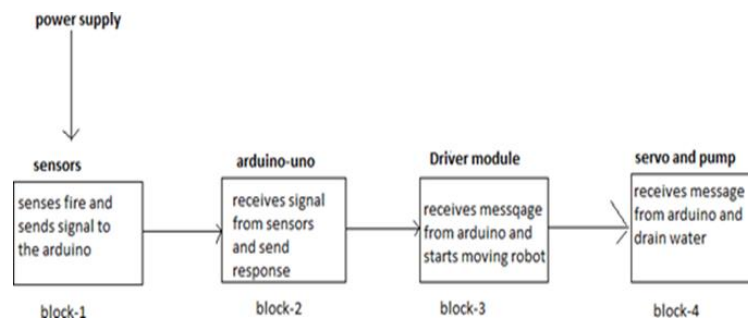 power supply
sensors
senses fire and
sends signal to
the arduino
block-1
arduino-uno
receives signal
from sensors
and send
response
block-2
Driver module
receives messqage
from arduino and
starts moving robot
block-3
servo and pump
receives message
from arduino and
drain water
block-4